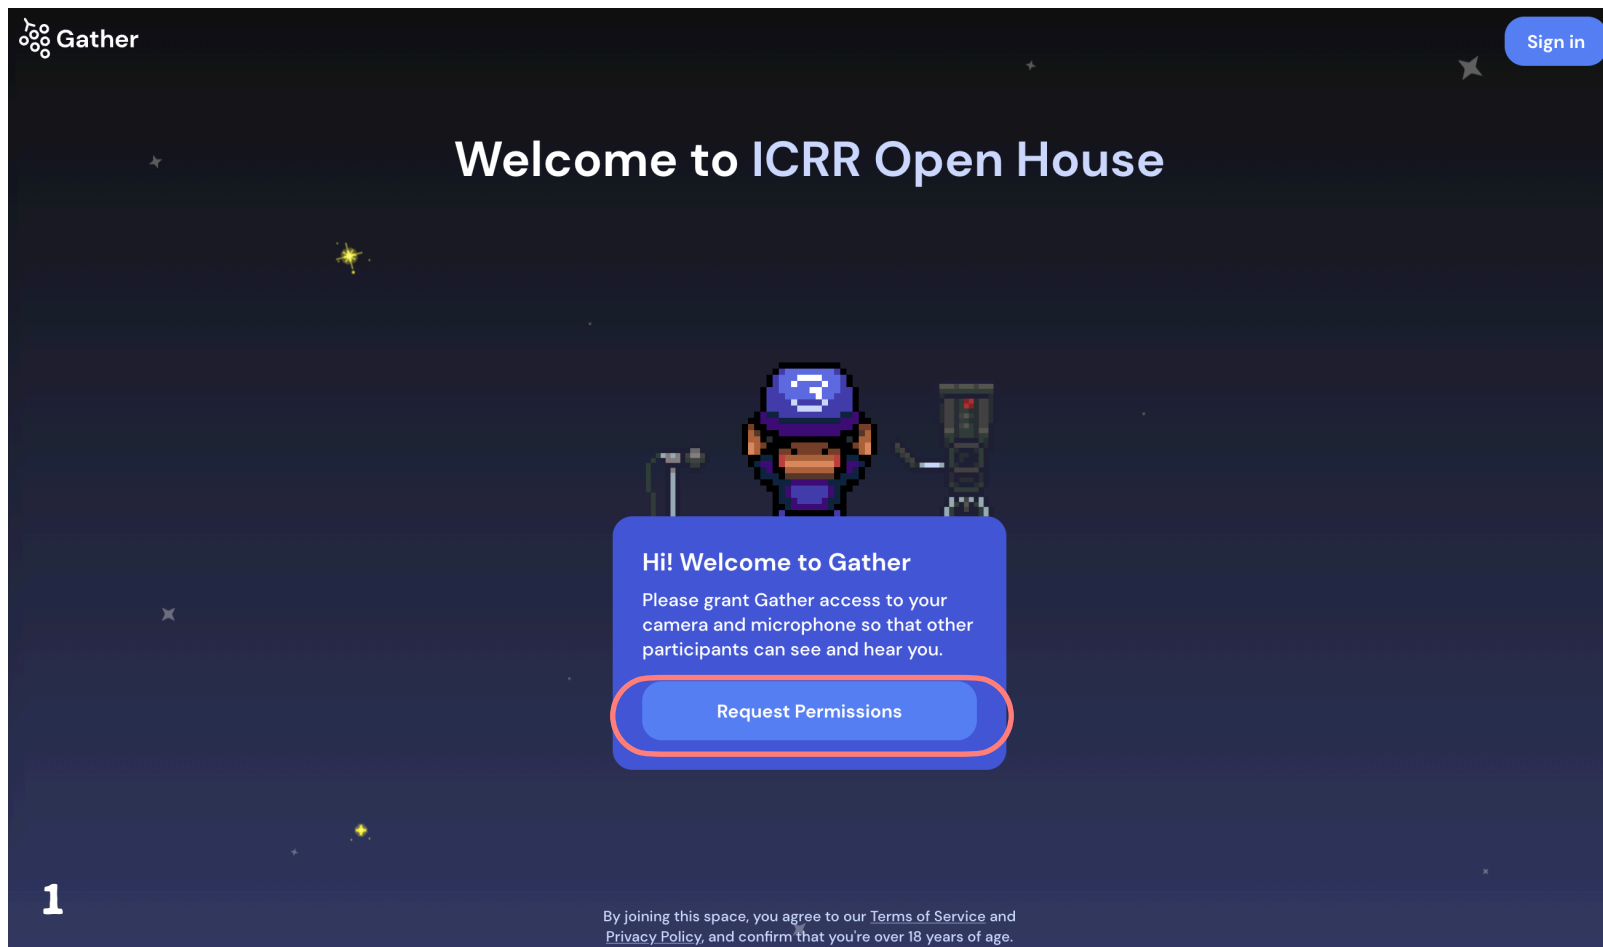 Gather
Sign in
Welcome to ICRR Open House
Hi! Welcome to Gather
Please grant Gather access to your
camera and microphone so that other
participants can see and hear you.
Request Permissions
1
By joining this space, you agree to our Terms of Service and
Privacy Policy, and confirm that you're over 18 years of age.